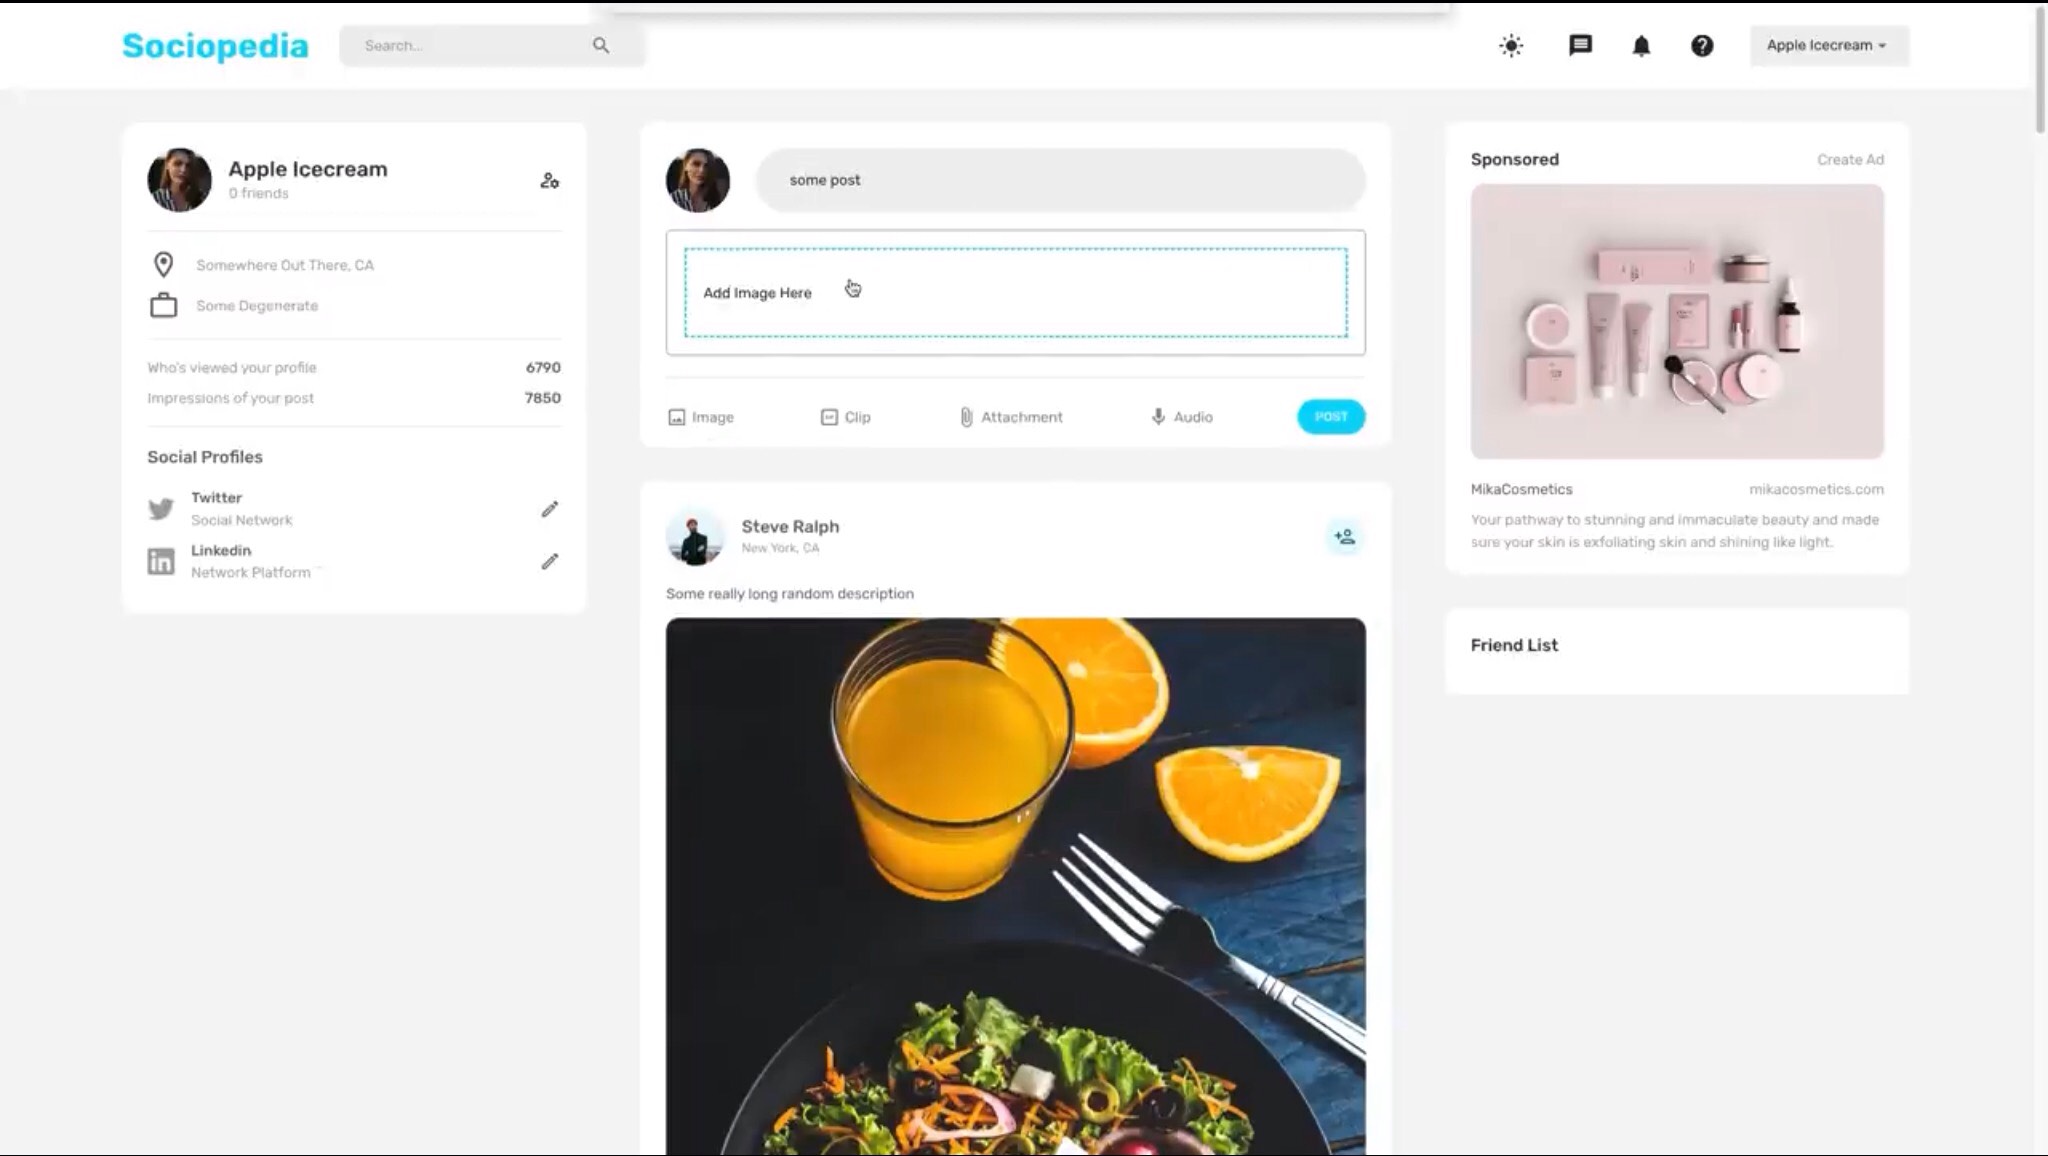 Sociopedia
Search...
Apple Icecream
Apple Icecream
0 friends
Somewhere Out There, CA
Some Degenerate
Who's viewed your profile 6790
Impressions of your post 7850
Social Profiles
Twitter
Social Network
Linkedin
Network Platform
some post
Add Image Here
Image Clip Attachment Audio POST
Steve Ralph
New York, CA
Some really long random description
Sponsored Create Ad
MikaCosmetics mikacosmetics.com
Your pathway to stunning and immaculate beauty and made
sure your skin is exfoliating skin and shining like light.
Friend List